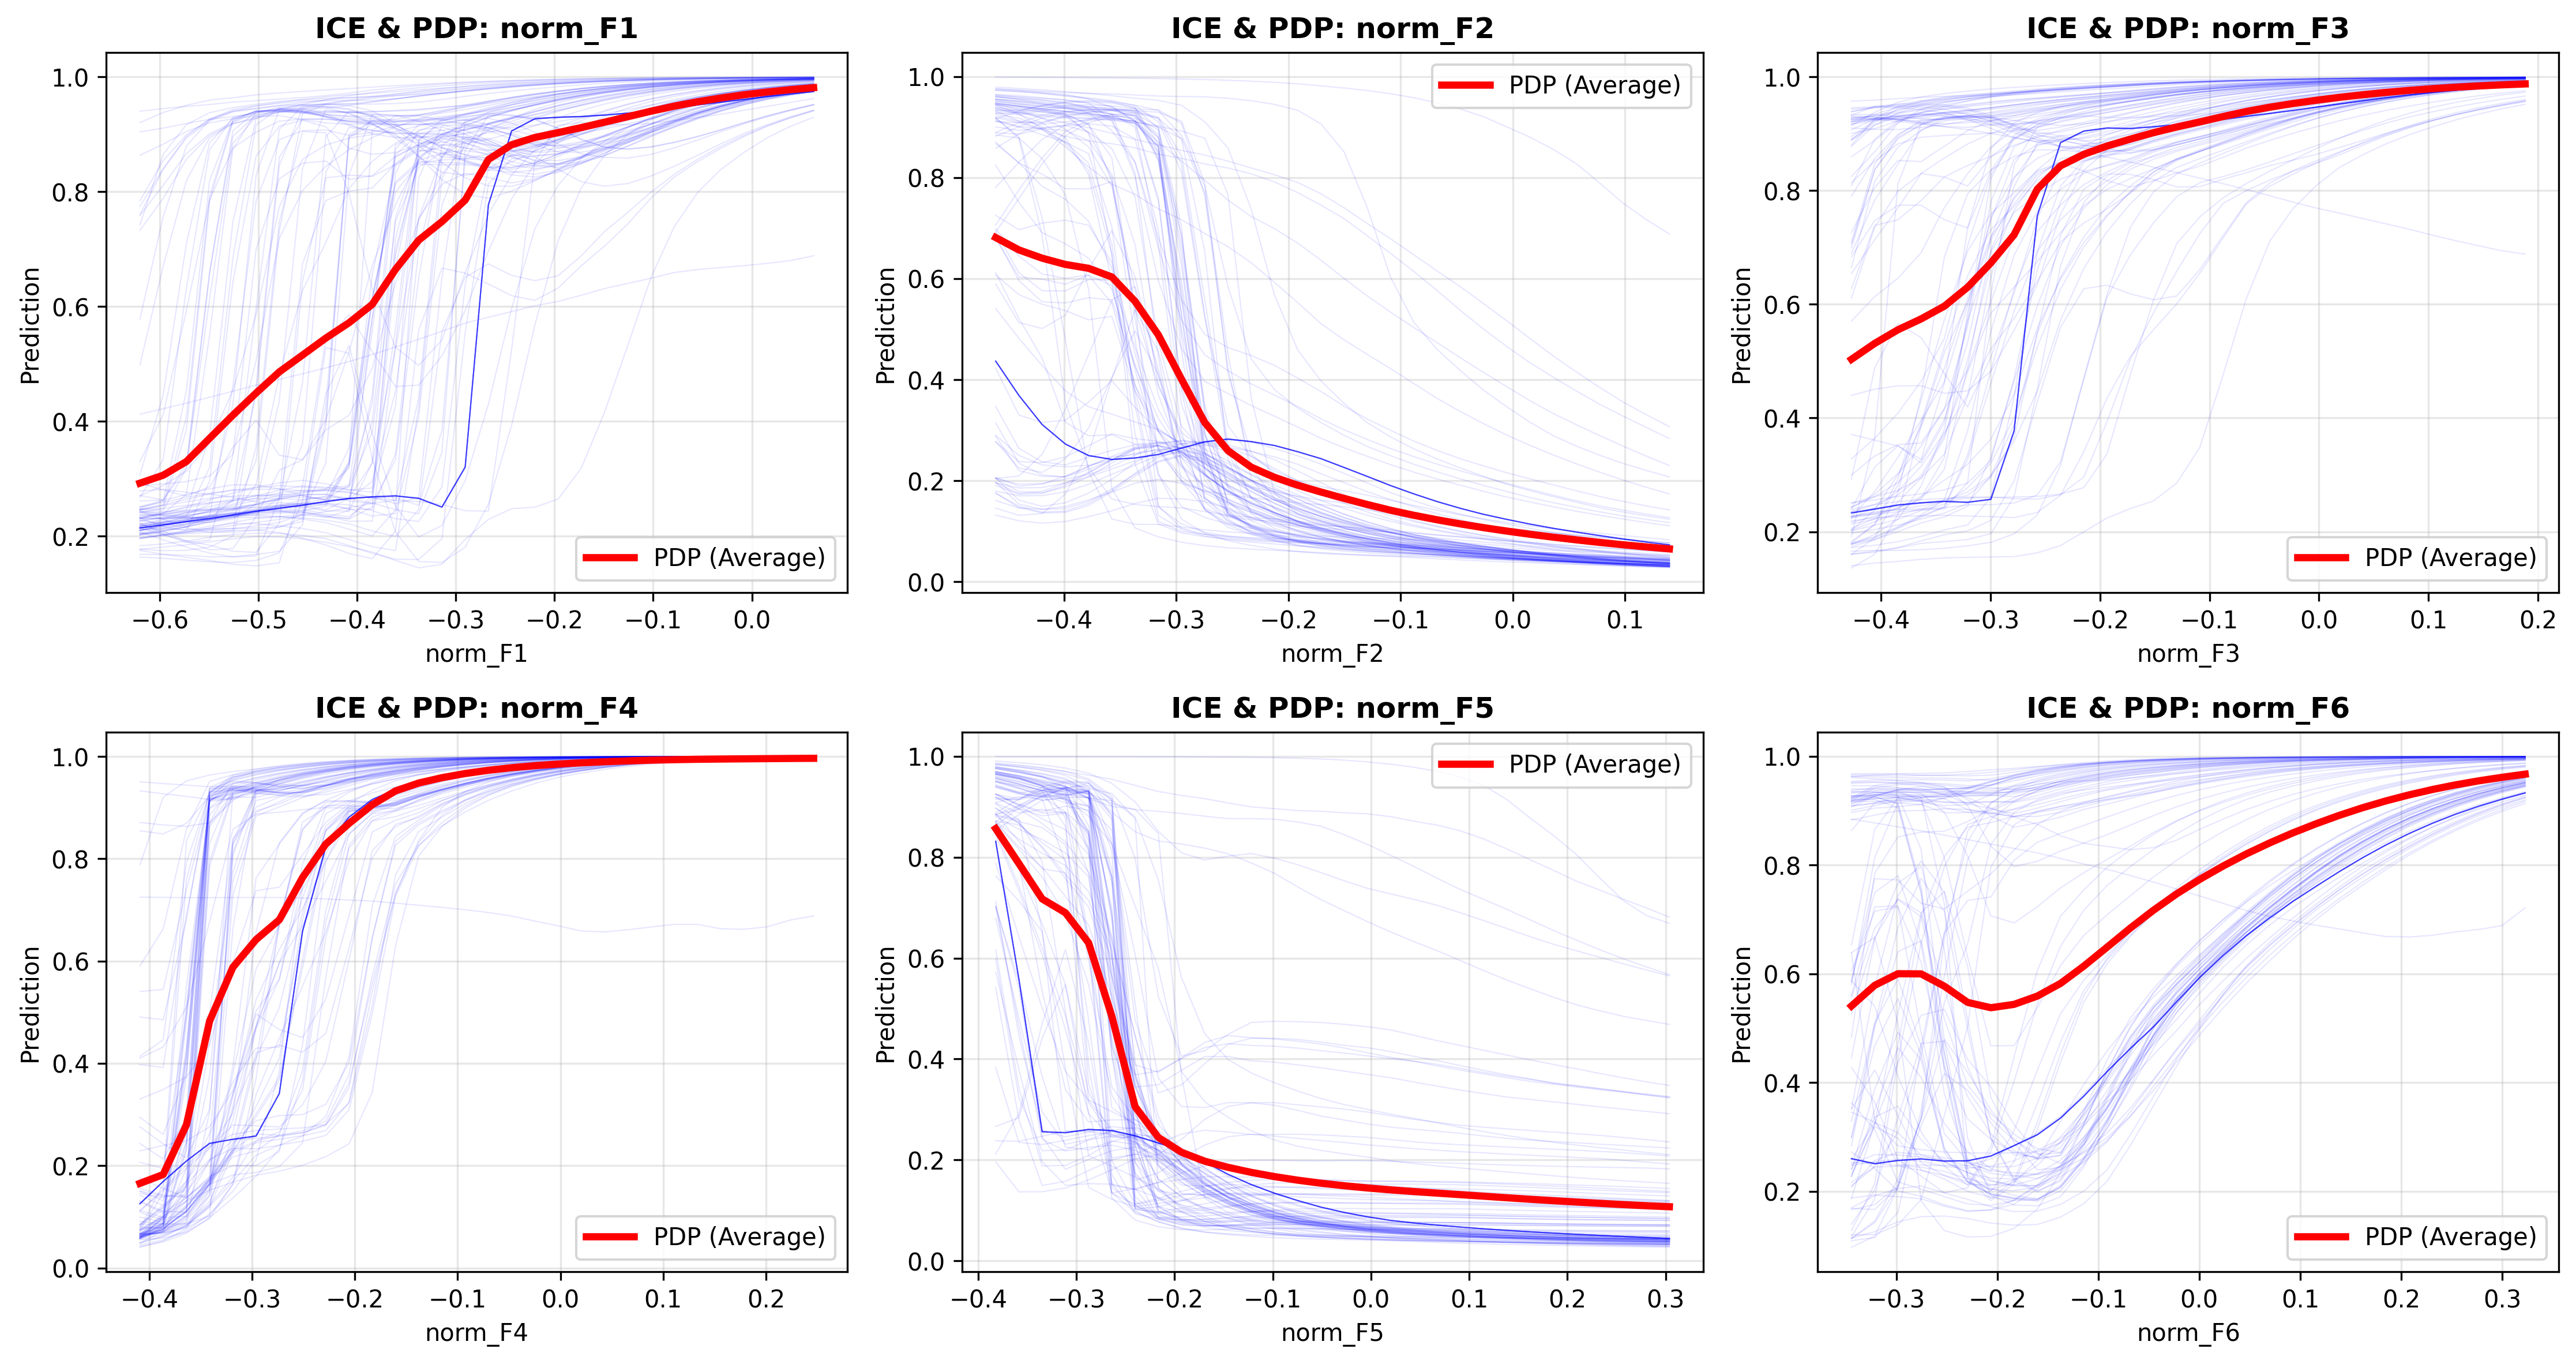 ICE & PDP: norm_F1
1.0
0.8
0.6
0.4
0.2
Prediction
PDP (Average)
−0.6 −0.5 −0.4 −0.3 −0.2 −0.1 0.0
norm_F1
ICE & PDP: norm_F2
1.0
0.8
0.6
0.4
0.2
0.0
Prediction
PDP (Average)
−0.4 −0.3 −0.2 −0.1 0.0 0.1
norm_F2
ICE & PDP: norm_F3
1.0
0.8
0.6
0.4
0.2
Prediction
PDP (Average)
−0.4 −0.3 −0.2 −0.1 0.0 0.1 0.2
norm_F3
ICE & PDP: norm_F4
1.0
0.8
0.6
0.4
0.2
0.0
Prediction
PDP (Average)
−0.4 −0.3 −0.2 −0.1 0.0 0.1 0.2
norm_F4
ICE & PDP: norm_F5
1.0
0.8
0.6
0.4
0.2
0.0
Prediction
PDP (Average)
−0.4 −0.3 −0.2 −0.1 0.0 0.1 0.2 0.3
norm_F5
ICE & PDP: norm_F6
1.0
0.8
0.6
0.4
0.2
Prediction
PDP (Average)
−0.3 −0.2 −0.1 0.0 0.1 0.2 0.3
norm_F6